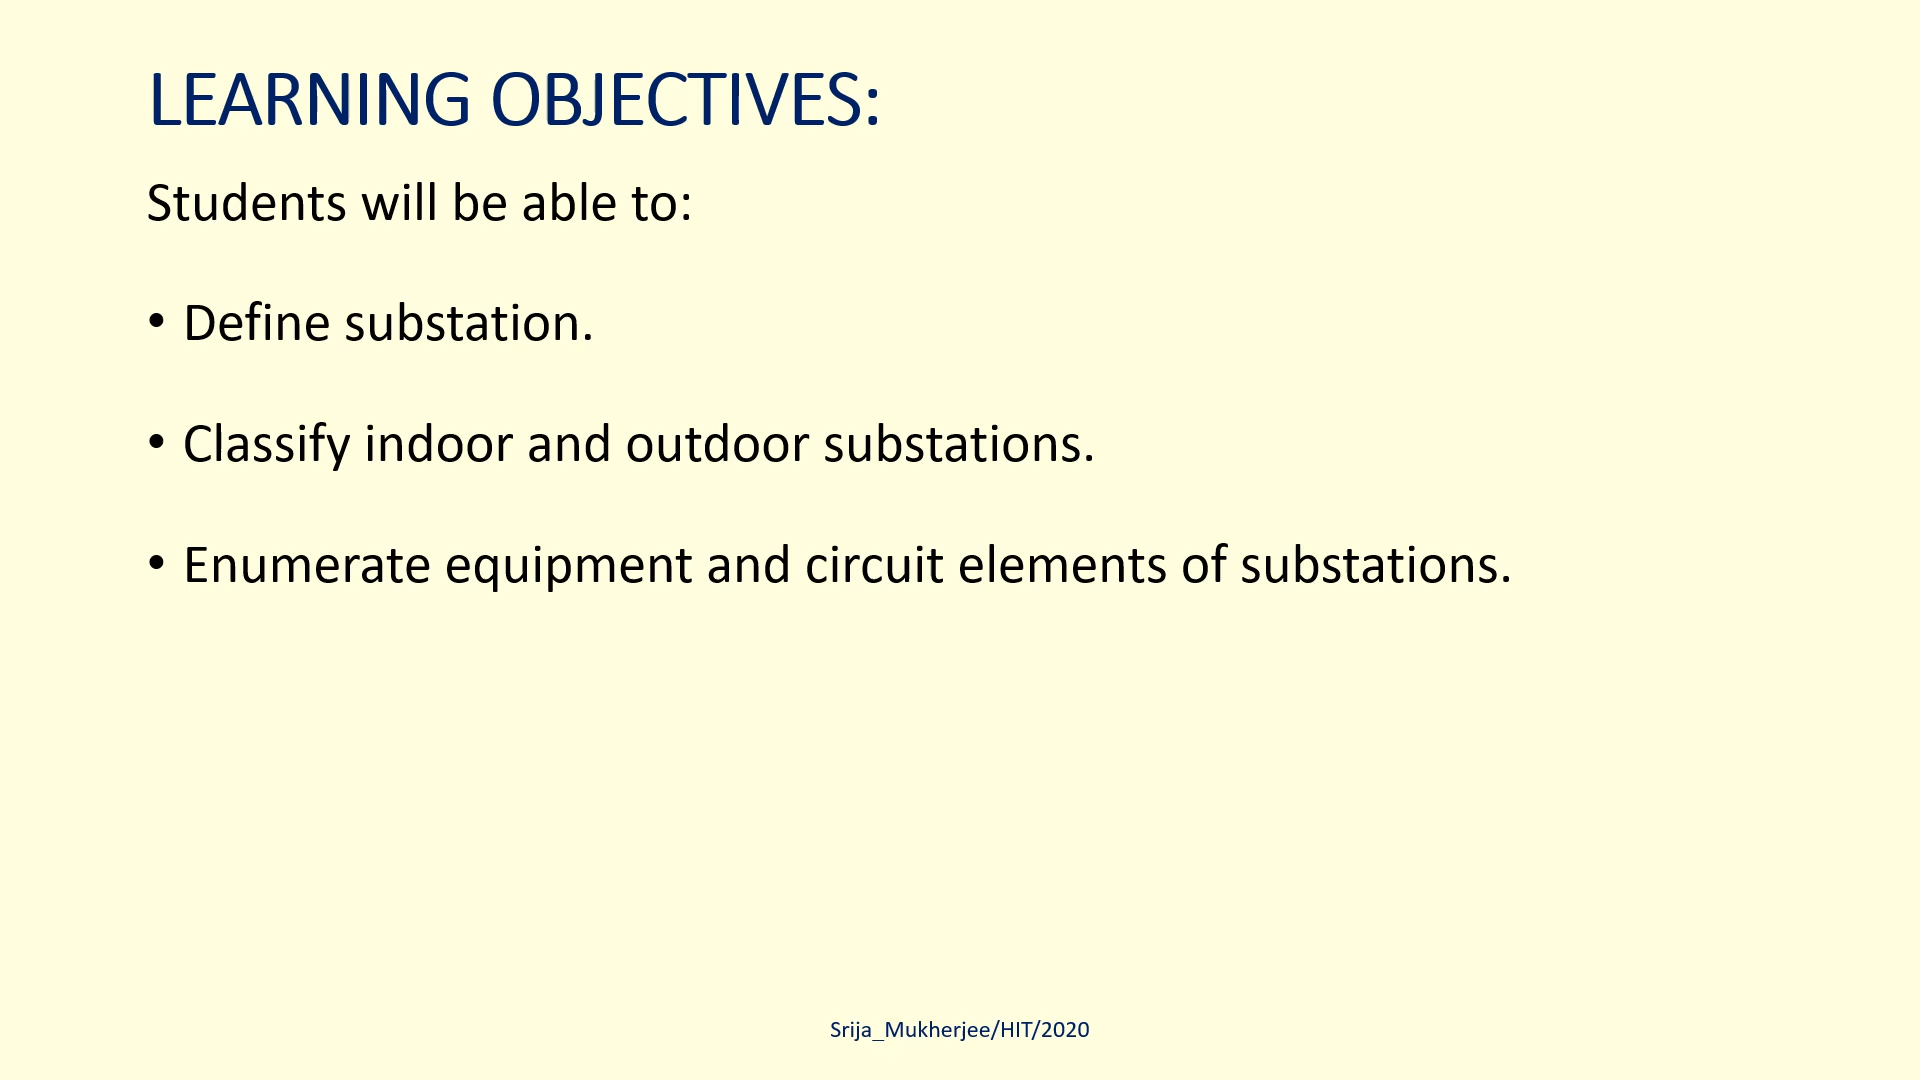 LEARNING OBJECTIVES:
Students will be able to:
• Define substation.
• Classify indoor and outdoor substations.
• Enumerate equipment and circuit elements of substations.
Srija_Mukherjee/HIT/2020